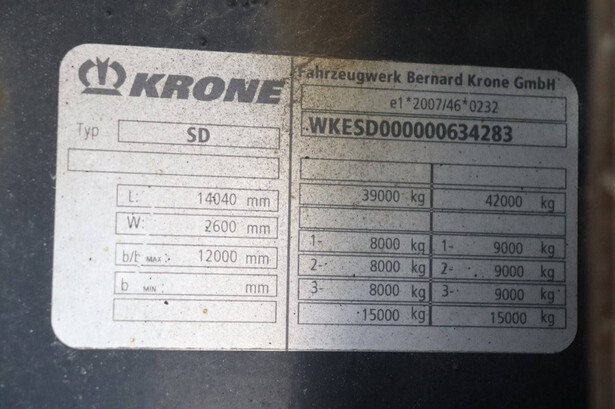 KRONE
Fahrzeugwerk Bernard Krone GmbH
e1*2007/46*0232
Typ SD
WKESD000000634283
L: 14040 mm
39000 kg 42000 kg
W: 2600 mm
b/b MAX: 12000 mm
1- 8000 kg 1- 9000 kg
b MIN : mm
2- 8000 kg 2- 9000 kg
3- 8000 kg 3- 9000 kg
15000 kg 15000 kg